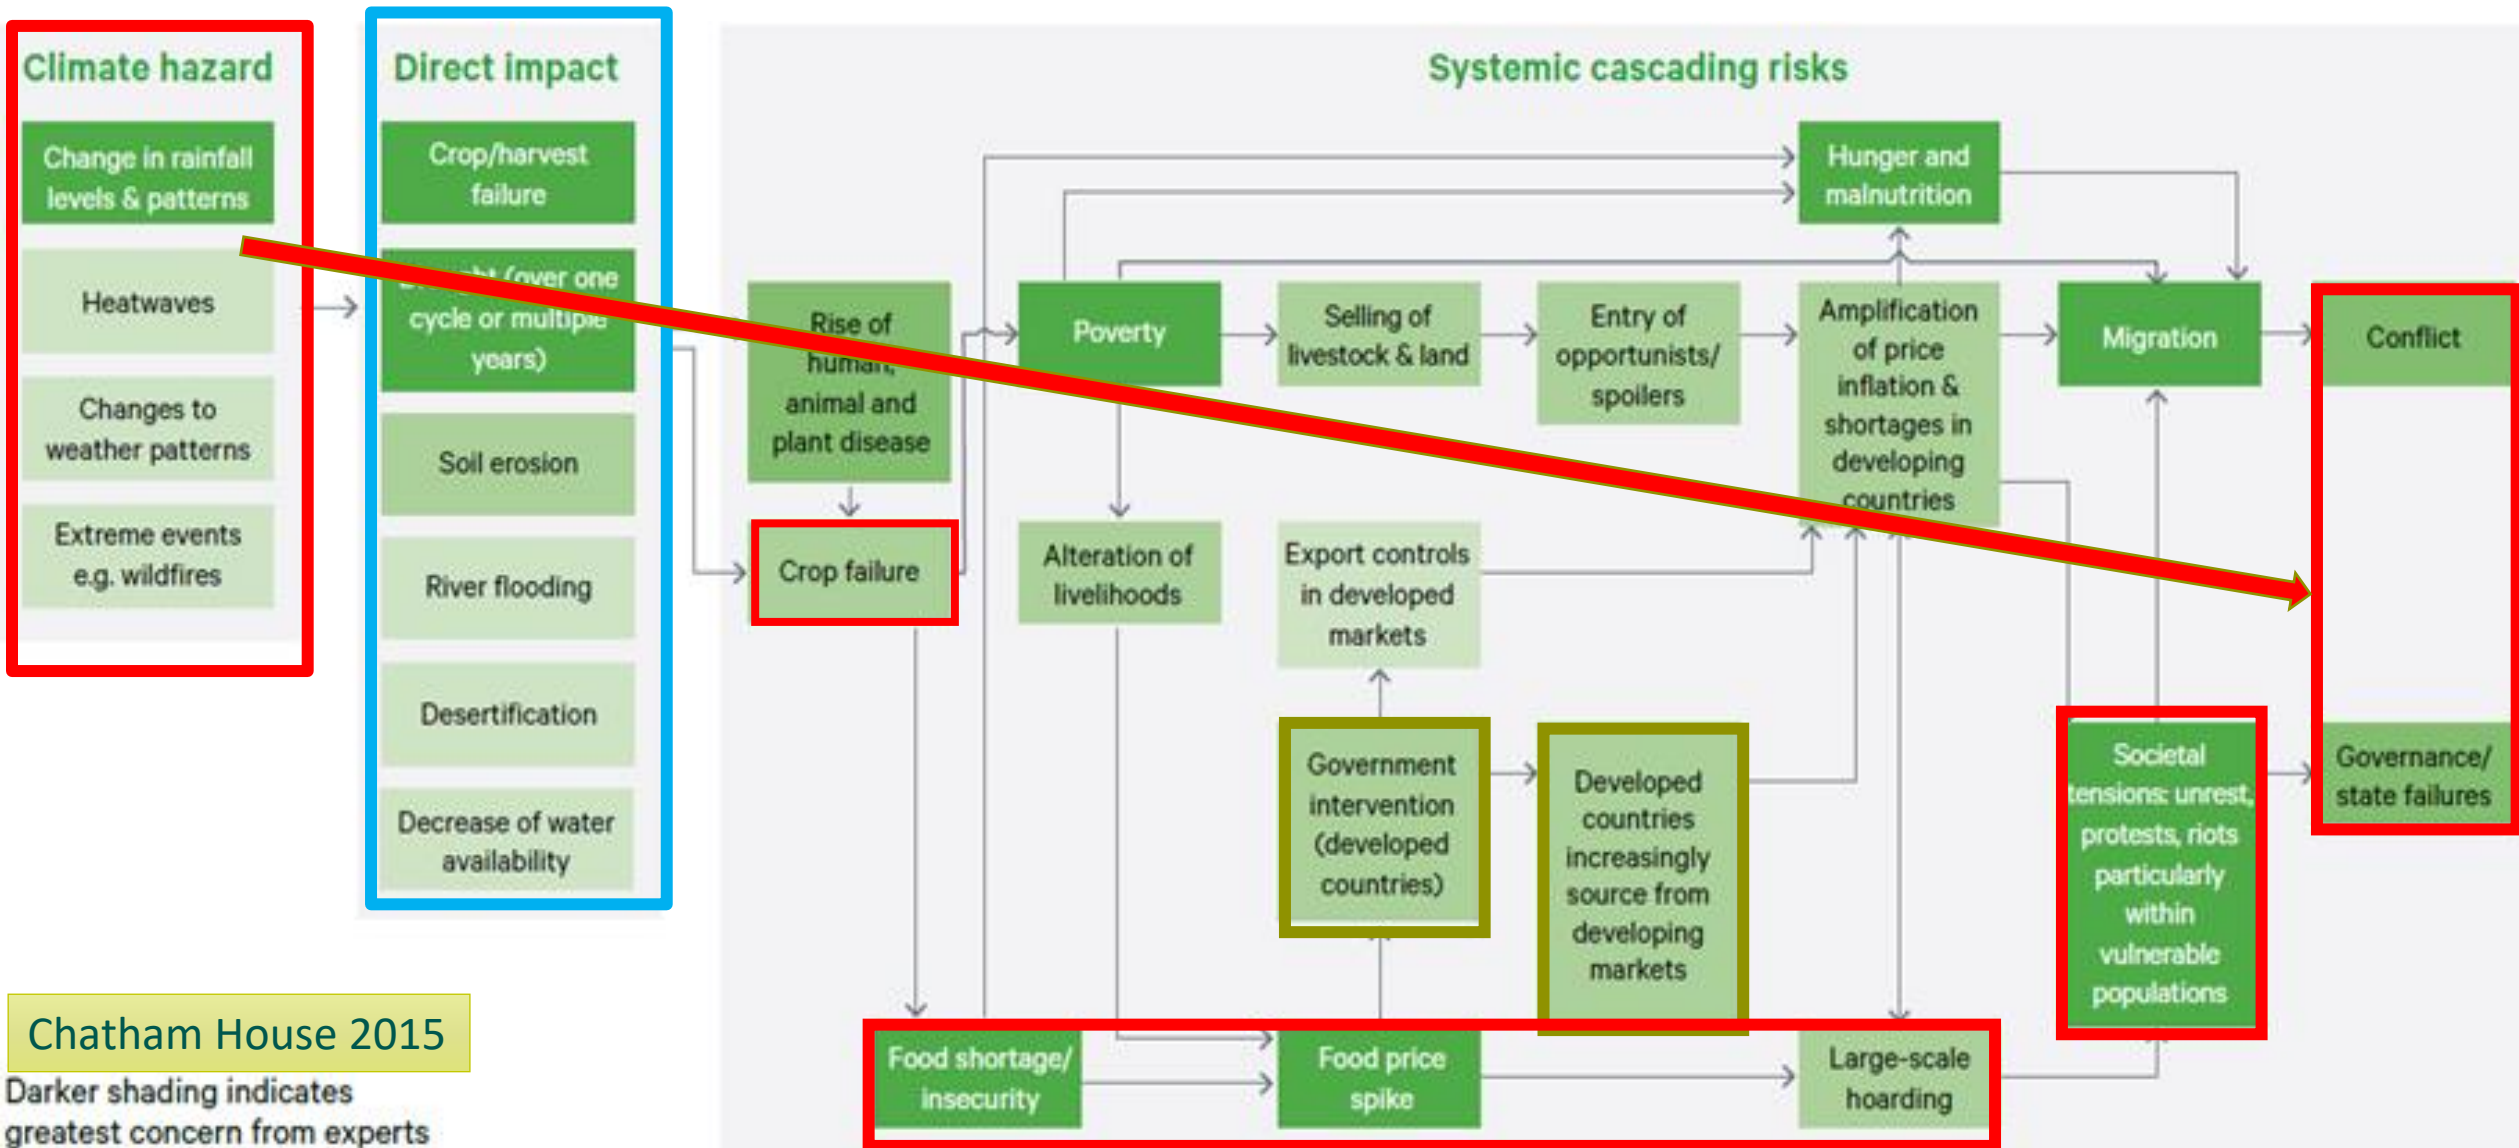 Climate hazard
Change in rainfall
levels & patterns
Heatwaves
Changes to
weather patterns
Extreme events
e.g. wildfires
Direct impact
Crop/harvest
failure
(over one
cycle or multiple
years)
Soil erosion
River flooding
Desertification
Decrease of water
availability
Systemic cascading risks
Rise of
human,
animal and
plant disease
Crop failure
Poverty
Alteration of
livelihoods
Selling of
livestock & land
Entry of
opportunists/
spoilers
Hunger and
malnutrition
Amplification
of price
inflation &
shortages in
developing
countries
Migration
Conflict
Export controls
in developed
markets
Government
intervention
(developed
countries)
Developed
countries
increasingly
source from
developing
markets
Societal
tensions: unrest,
protests, riots
particularly
within
vulnerable
populations
Governance/
state failures
Food shortage/
insecurity
Food price
spike
Large-scale
hoarding
Chatham House 2015
Darker shading indicates
greatest concern from experts